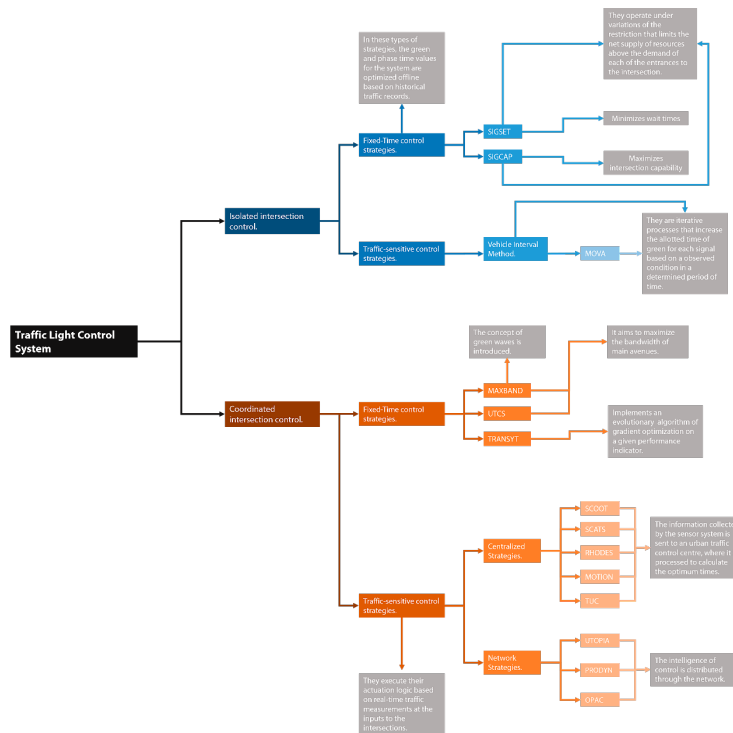 They operate under
variations of the
restriction that limits the
net supply of resources
above the demand of
each of the entrances to
the intersection.
In these types of
strategies, the green
and phase time values
for the system are
optimized offline
based on historical
traffic records.
Fixed-Time control
strategies.
SIGSET
Minimizes wait times
SIGCAP
Maximizes
intersection capability
Isolated intersection
control.
Traffic-sensitive control
strategies.
Vehicle Interval
Method.
MOVA
They are iterative
processes that increase
the allotted time of
green for each signal
based on a observed
condition in a
determined period of
time.
Traffic Light Control
System
The concept of
green waves is
introduced.
It aims to maximize
the bandwidth of
main avenues.
MAXBAND
Coordinated
intersection control.
Fixed-Time control
strategies.
UTCS
TRANSYT
Implements an
evolutionary algorithm of
gradient optimization on
a given performance
indicator.
SCOOT
SCATS
Centralized
Strategies.
RHODES
MOTION
TUC
The information collecte
by the sensor system is
sent to an urban traffic
control centre, where it
processed to calculate
the optimum times.
Traffic-sensitive control
strategies.
Network
Strategies.
UTOPIA
PRODYN
OPAC
The intelligence of
control is distributed
through the network.
They execute their
actuation logic based
on real-time traffic
measurements at the
inputs to the
intersections.